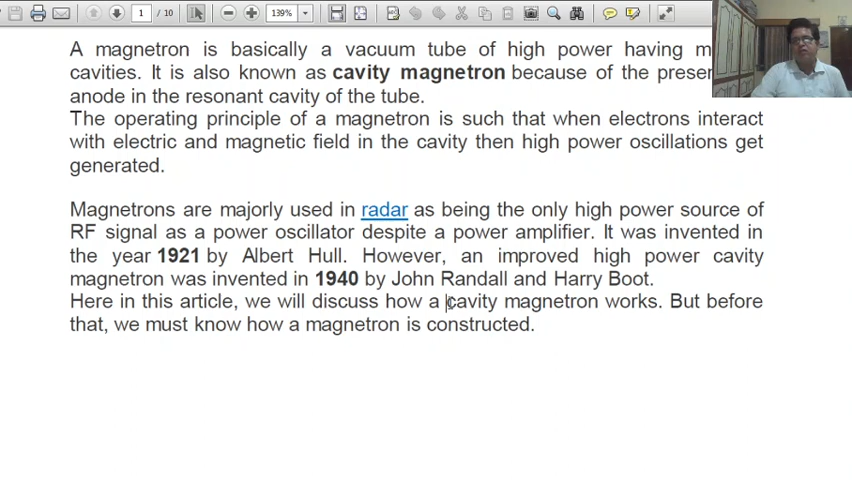 1 / 10 139%
A magnetron is basically a vacuum tube of high power having
cavities. It is also known as cavity magnetron because of the
anode in the resonant cavity of the tube.
The operating principle of a magnetron is such that when electrons interact
with electric and magnetic field in the cavity then high power oscillations get
generated.
Magnetrons are majorly used in radar as being the only high power source of
RF signal as a power oscillator despite a power amplifier. It was invented in
the year 1921 by Albert Hull. However, an improved high power cavity
magnetron was invented in 1940 by John Randall and Harry Boot.
Here in this article, we will discuss how a cavity magnetron works. But before
that, we must know how a magnetron is constructed.